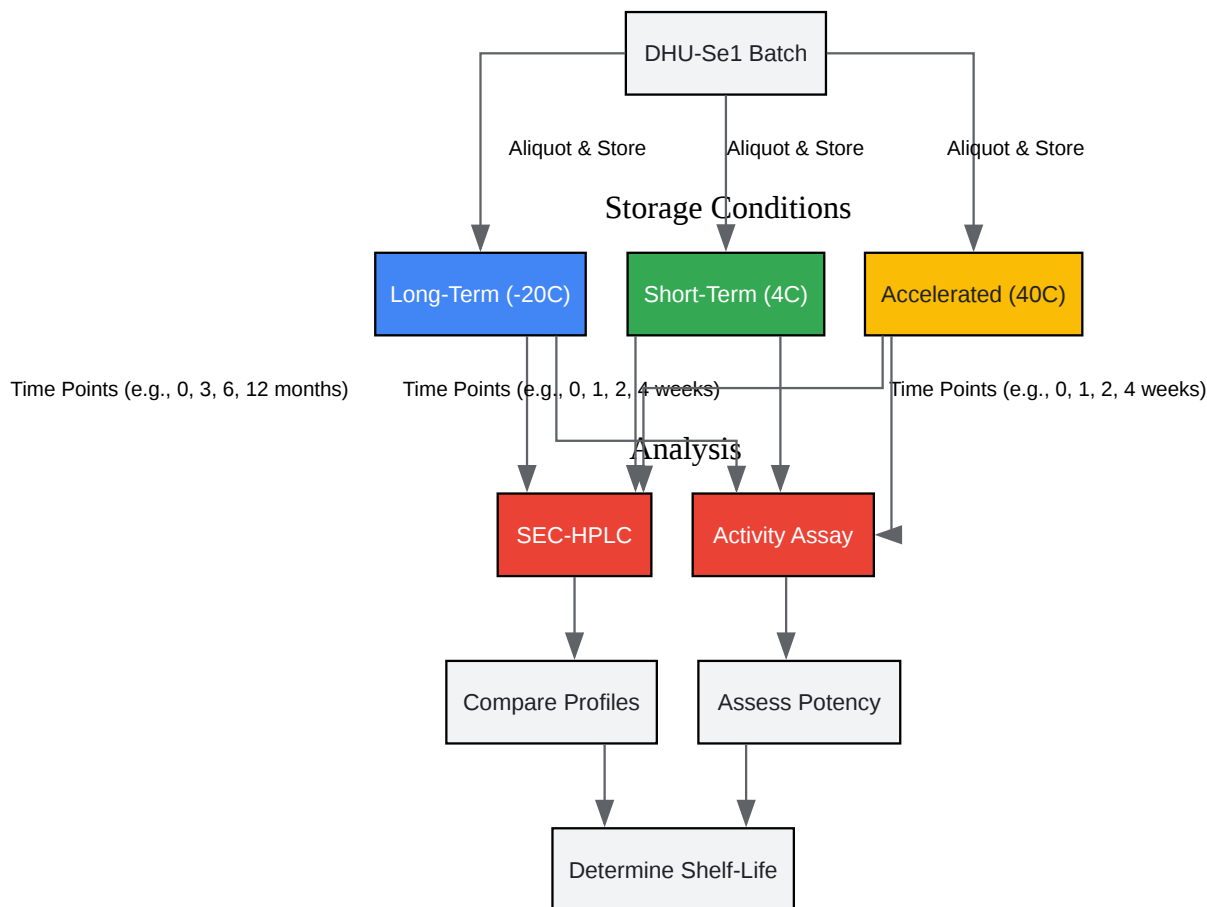 DHU-Se1 Batch
Aliquot & Store
Aliquot & Store
Aliquot & Store
Storage Conditions
Long-Term (-20C)
Short-Term (4C)
Accelerated (40C)
Time Points (e.g., 0, 3, 6, 12 months)
Time Points (e.g., 0, 1, 2, 4 weeks)
Time Points (e.g., 0, 1, 2, 4 weeks)
Analysis
SEC-HPLC
Activity Assay
Compare Profiles
Assess Potency
Determine Shelf-Life